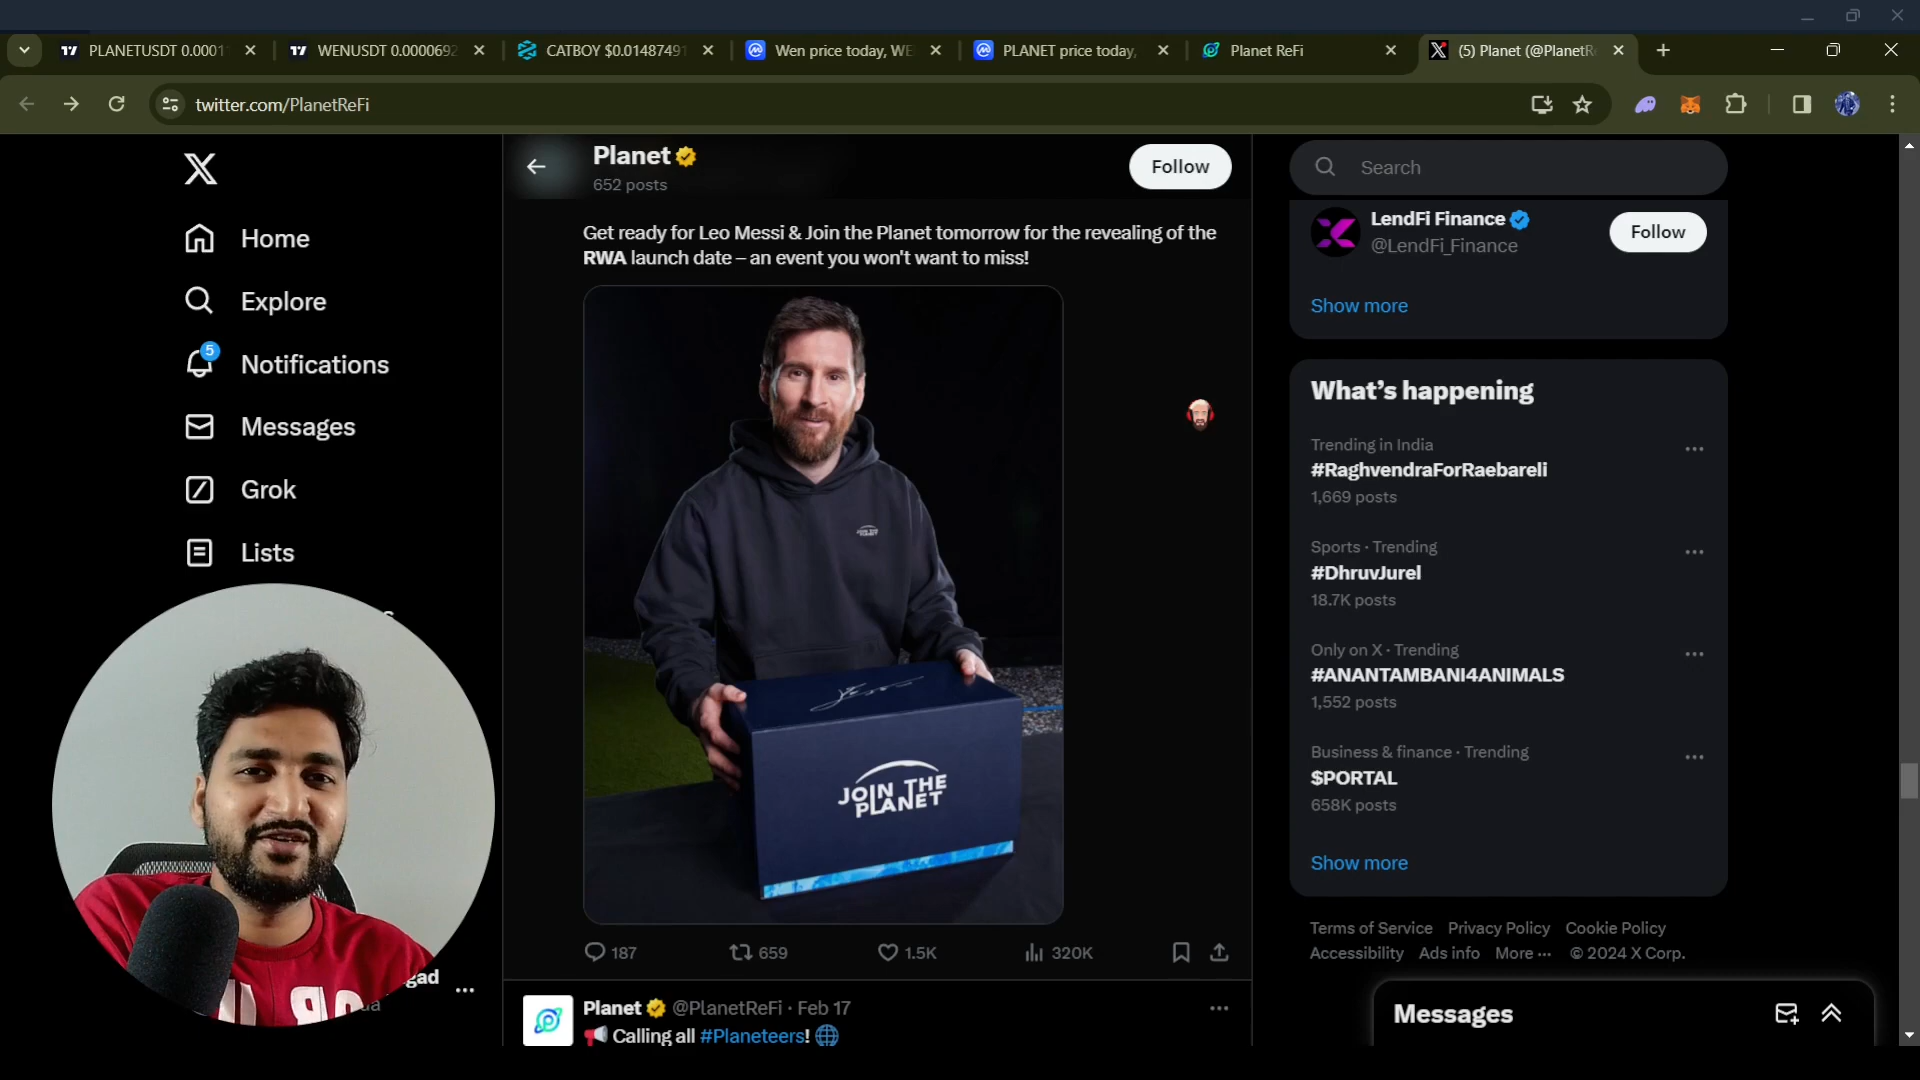 PLANETUSDT 0.0001
WENUSDT 0.0000692
CATBOY $0.0148749
Wen price today, WE
PLANET price today,
Planet ReFi
(5) Planet (@PlanetR
twitter.com/PlanetReFi
Planet
652 posts
Follow
Search
Home
Explore
5
Notifications
Messages
Grok
Lists
Get ready for Leo Messi & Join the Planet tomorrow for the revealing of the
RWA launch date – an event you won't want to miss!
JOIN THE
PLANET
JOIN THE
PLANET
187
659
1.5K
320K
Planet @PlanetReFi · Feb 17
Calling all #Planeteers!
LendFi Finance
@LendFi_Finance
Follow
Show more
What's happening
Trending in India
#RaghvendraForRaebareli
1,669 posts
Sports · Trending
#DhruvJurel
18.7K posts
Only on X · Trending
#ANANTAMBANI4ANIMALS
1,552 posts
Business & finance · Trending
$PORTAL
658K posts
Show more
Terms of Service Privacy Policy Cookie Policy
Accessibility Ads info More ··· © 2024 X Corp.
Messages
gad